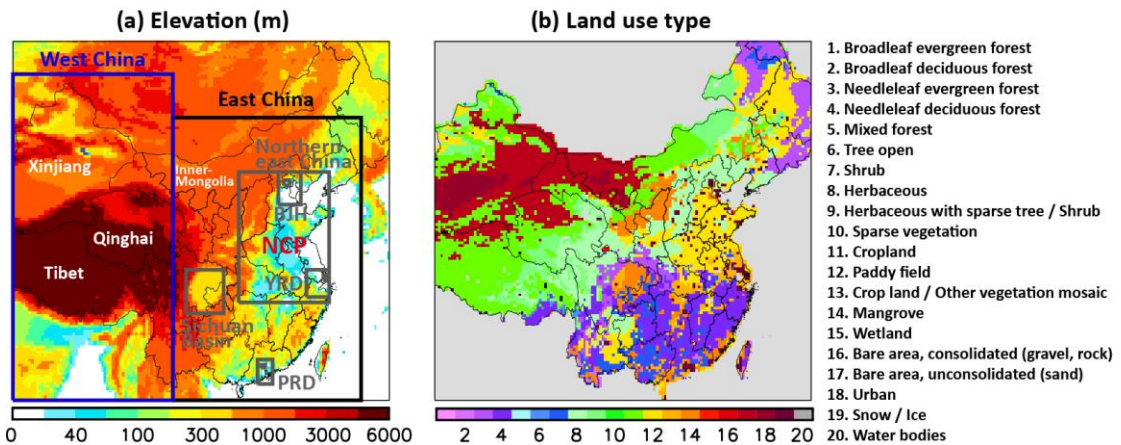 (a) Elevation (m)
West China
East China
Northern
east China
Xinjiang
Inner-
Mongolia
BJH
Qinghai
NCP
Tibet
YRD
Sichuan
Basin
PRD
0 40 100 300 1000 3000 6000
(b) Land use type
2 4 6 8 10 12 14 16 18 20
1. Broadleaf evergreen forest
2. Broadleaf deciduous forest
3. Needleleaf evergreen forest
4. Needleleaf deciduous forest
5. Mixed forest
6. Tree open
7. Shrub
8. Herbaceous
9. Herbaceous with sparse tree / Shrub
10. Sparse vegetation
11. Cropland
12. Paddy field
13. Crop land / Other vegetation mosaic
14. Mangrove
15. Wetland
16. Bare area, consolidated (gravel, rock)
17. Bare area, unconsolidated (sand)
18. Urban
19. Snow / Ice
20. Water bodies